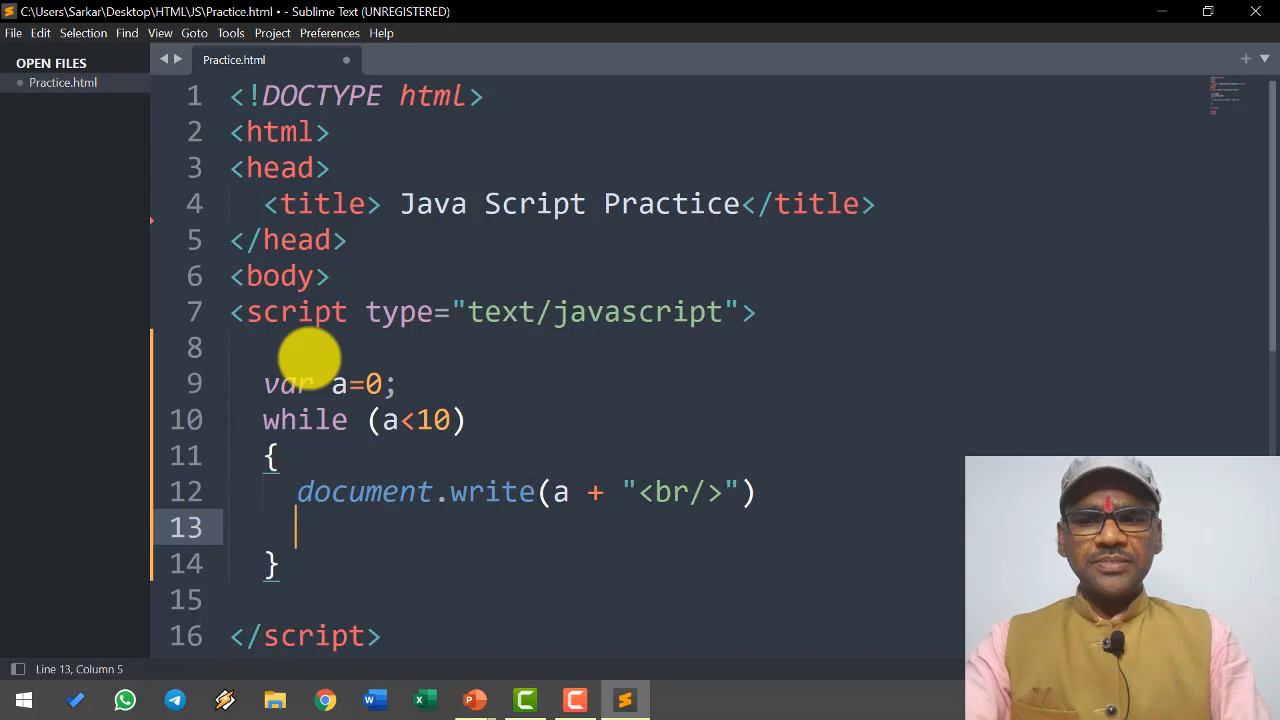 C:\Users\Sarkar\Desktop\HTML\JS\Practice.html • - Sublime Text (UNREGISTERED)
File Edit Selection Find View Goto Tools Project Preferences Help
OPEN FILES
Practice.html
Practice.html
1 <!DOCTYPE html>
2 <html>
3 <head>
4 <title> Java Script Practice</title>
5 </head>
6 <body>
7 <script type="text/javascript">
8
9 var a=0;
10 while (a<10)
11 {
12 document.write(a + "<br/>")
13
14 }
15
16 </script>
Line 13, Column 5